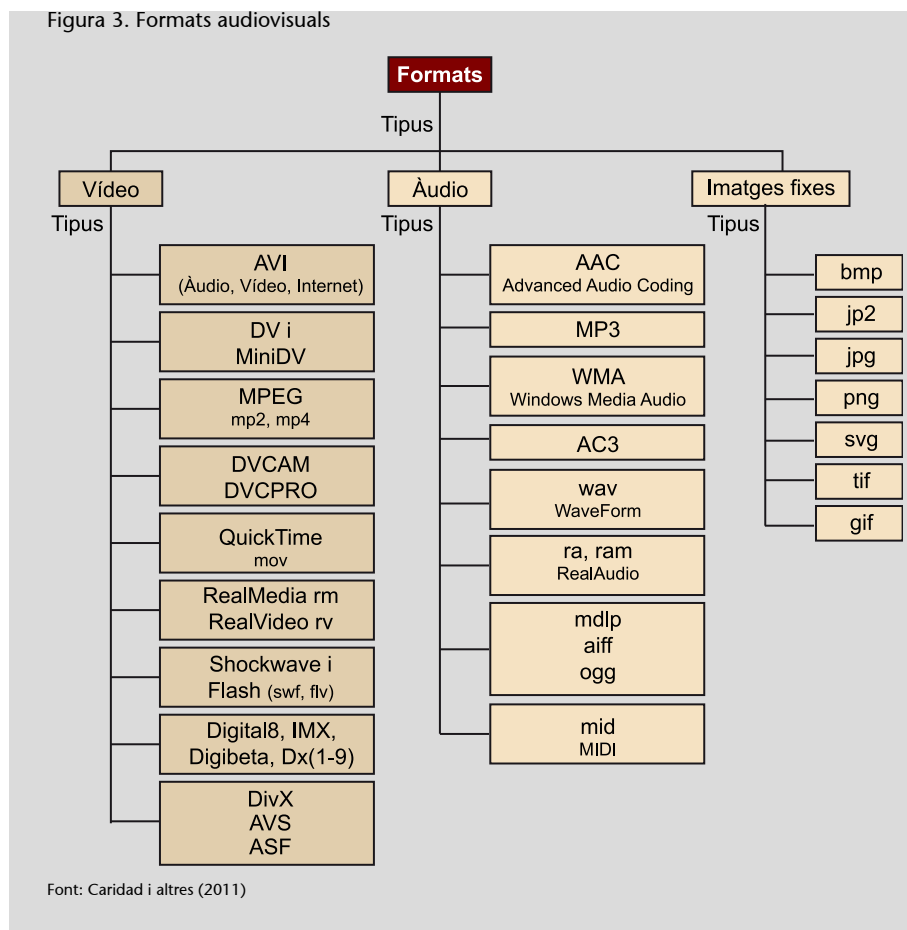 Figura 3. Formats audiovisuals
Formats
Tipus
Vídeo
Tipus
AVI
(Àudio, Vídeo, Internet)
DV i
MiniDV
MPEG
mp2, mp4
DVCAM
DVCPRO
QuickTime
mov
RealMedia rm
RealVideo rv
Shockwave i
Flash (swf, flv)
Digital8, IMX,
Digibeta, Dx(1-9)
DivX
AVS
ASF
Àudio
Tipus
AAC
Advanced Audio Coding
MP3
WMA
Windows Media Audio
AC3
wav
WaveForm
ra, ram
RealAudio
mdlp
aiff
ogg
mid
MIDI
Imatges fixes
Tipus
bmp
jp2
jpg
png
svg
tif
gif
Font: Caridad i altres (2011)